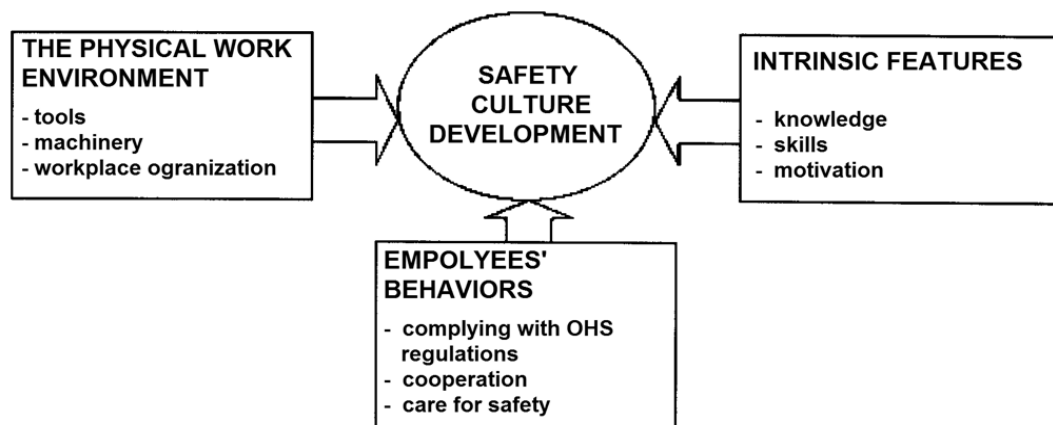 THE PHYSICAL WORK
ENVIRONMENT
- tools
- machinery
- workplace ogranization
SAFETY
CULTURE
DEVELOPMENT
INTRINSIC FEATURES
- knowledge
- skills
- motivation
EMPOLYEES'
BEHAVIORS
- complying with OHS
regulations
- cooperation
- care for safety